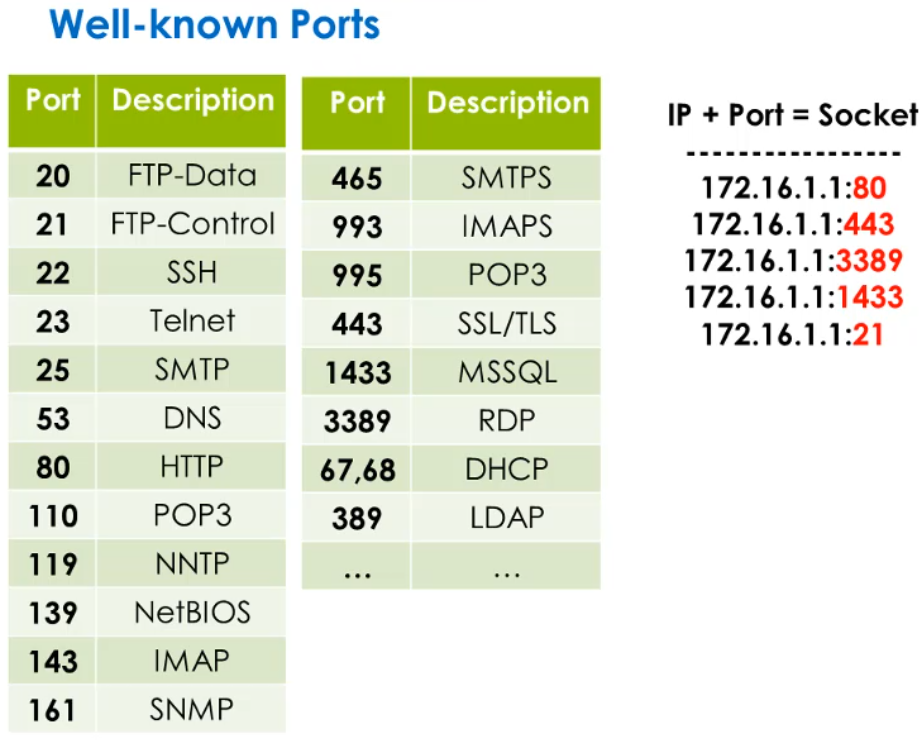 Well-known Ports
Port Description
20 FTP-Data
21 FTP-Control
22 SSH
23 Telnet
25 SMTP
53 DNS
80 HTTP
110 POP3
119 NNTP
139 NetBIOS
143 IMAP
161 SNMP
Port Description
465 SMTPS
993 IMAPS
995 POP3
443 SSL/TLS
1433 MSSQL
3389 RDP
67,68 DHCP
389 LDAP
... ...
IP + Port = Socket
-----------------
172.16.1.1:80
172.16.1.1:443
172.16.1.1:3389
172.16.1.1:1433
172.16.1.1:21